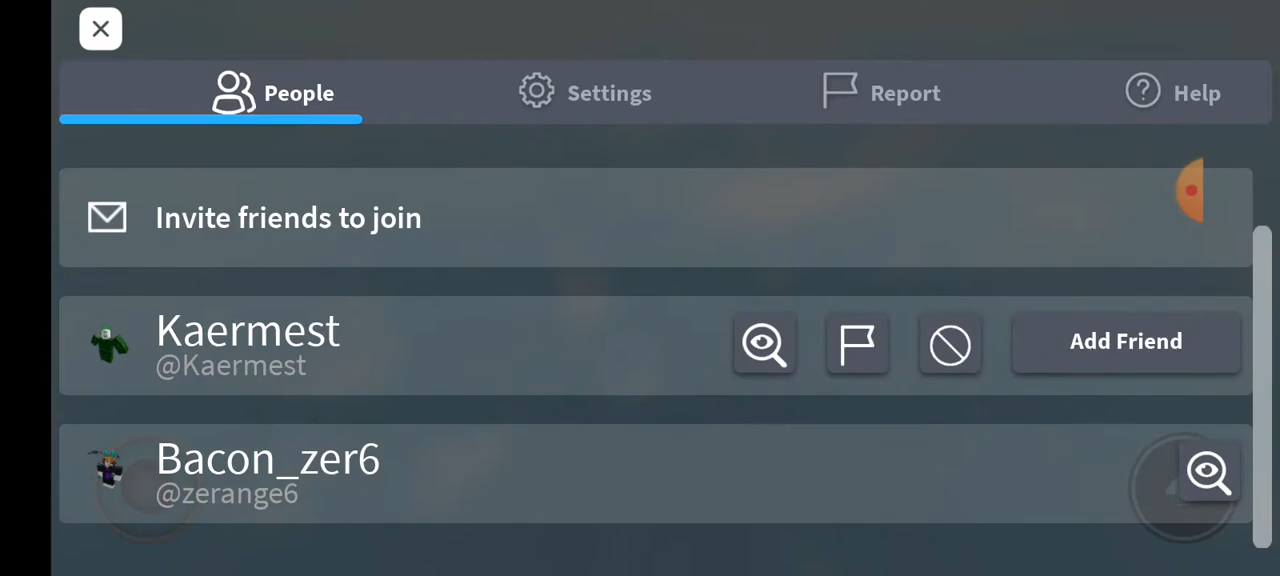 People
Settings
Report
Help
Invite friends to join
Kaermest
@Kaermest
Add Friend
Bacon_zer6
@zerange6